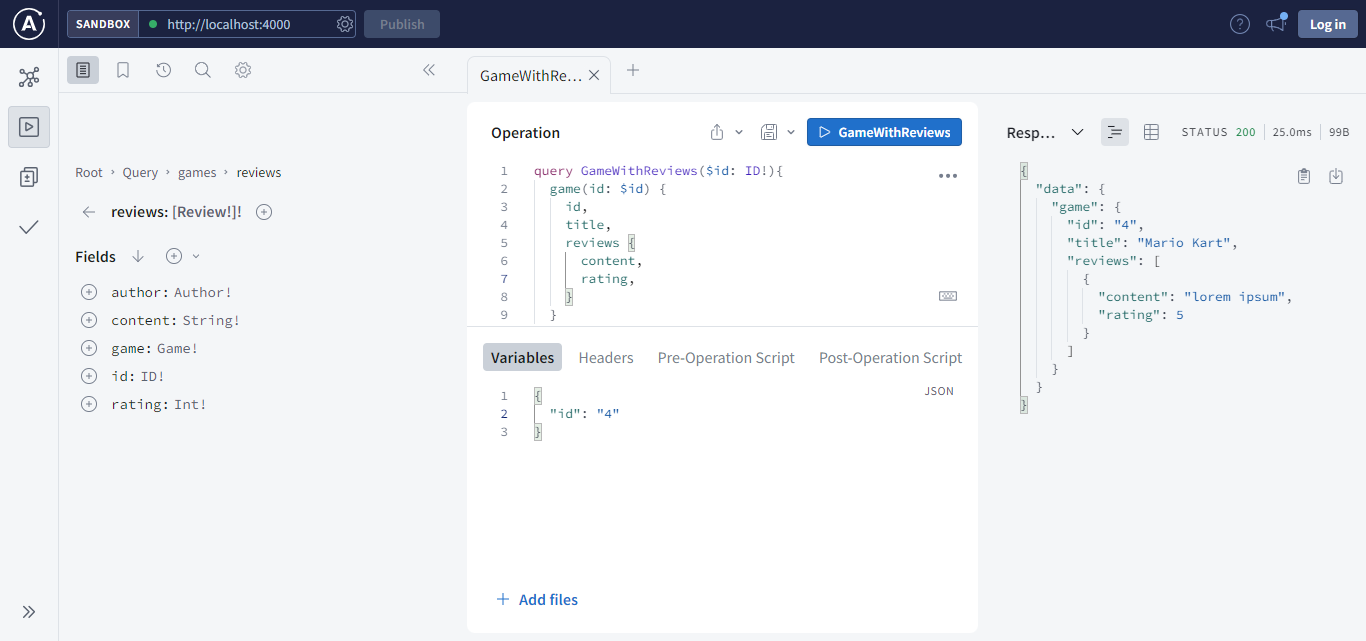 SANDBOX http://localhost:4000 Publish Log in
GameWithRe...
Root › Query › games › reviews
reviews: [Review!]!
Fields
author: Author!
content: String!
game: Game!
id: ID!
rating: Int!
Operation GameWithReviews
1 query GameWithReviews($id: ID!){
2 game(id: $id) {
3 id,
4 title,
5 reviews {
6 content,
7 rating,
8 }
9 }
Variables Headers Pre-Operation Script Post-Operation Script
JSON
1 {
2 "id": "4"
3 }
+ Add files
Resp... STATUS 200 25.0ms 99B
{
"data": {
"game": {
"id": "4",
"title": "Mario Kart",
"reviews": [
{
"content": "lorem ipsum",
"rating": 5
}
]
}
}
}